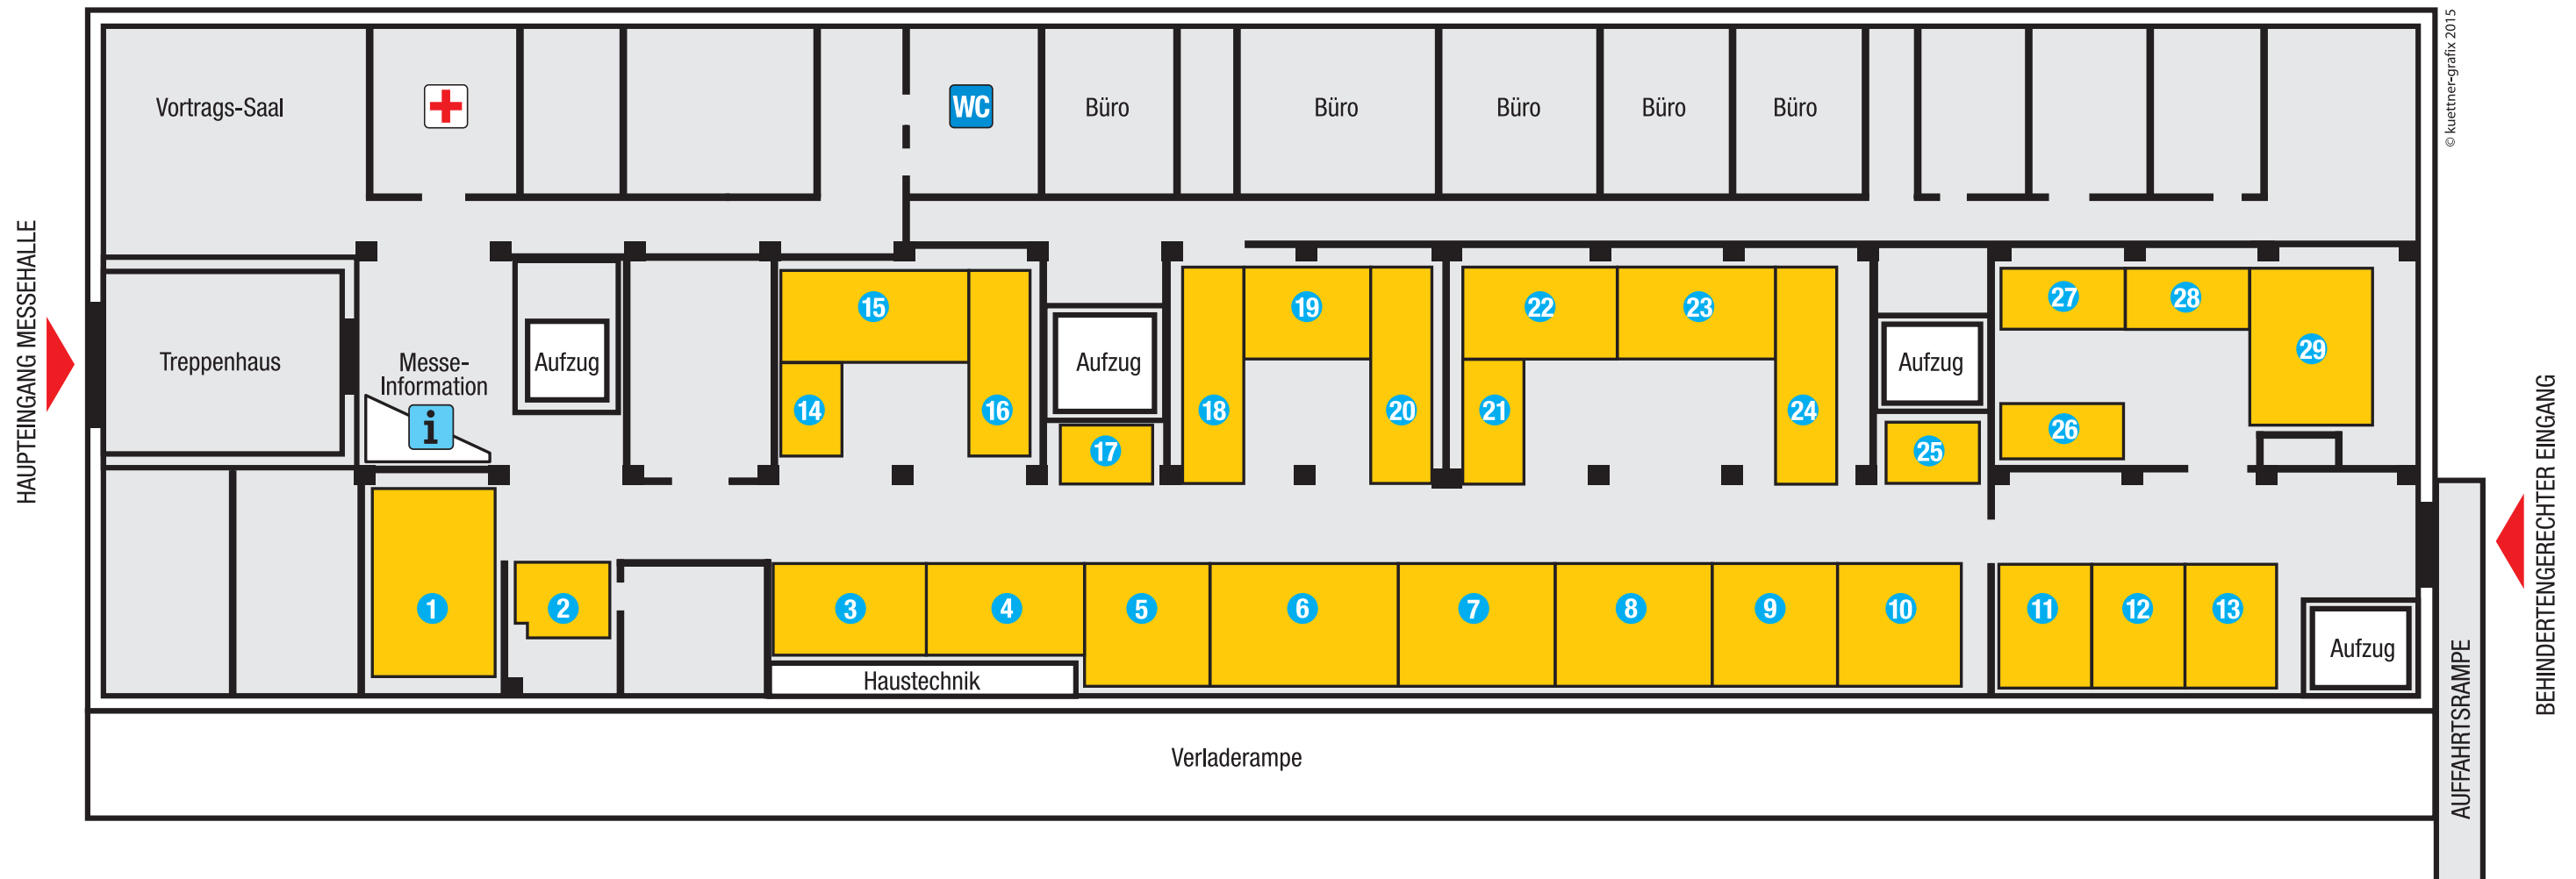 © kuettner-grafix 2015
Vortrags-Saal
WC
Büro
Büro
Büro
Büro
Büro
HAUPTEINGANG MESSEHALLE
Treppenhaus
Messe-
Information
i
Aufzug
15
14
16
Aufzug
17
19
18
20
22
23
21
24
Aufzug
25
27
28
29
26
BEHINDERTENGERECHTER EINGANG
1
2
3
4
5
6
7
8
9
10
11
12
13
Aufzug
Haustechnik
Verladerampe
AUFFAHRTSRAMPE